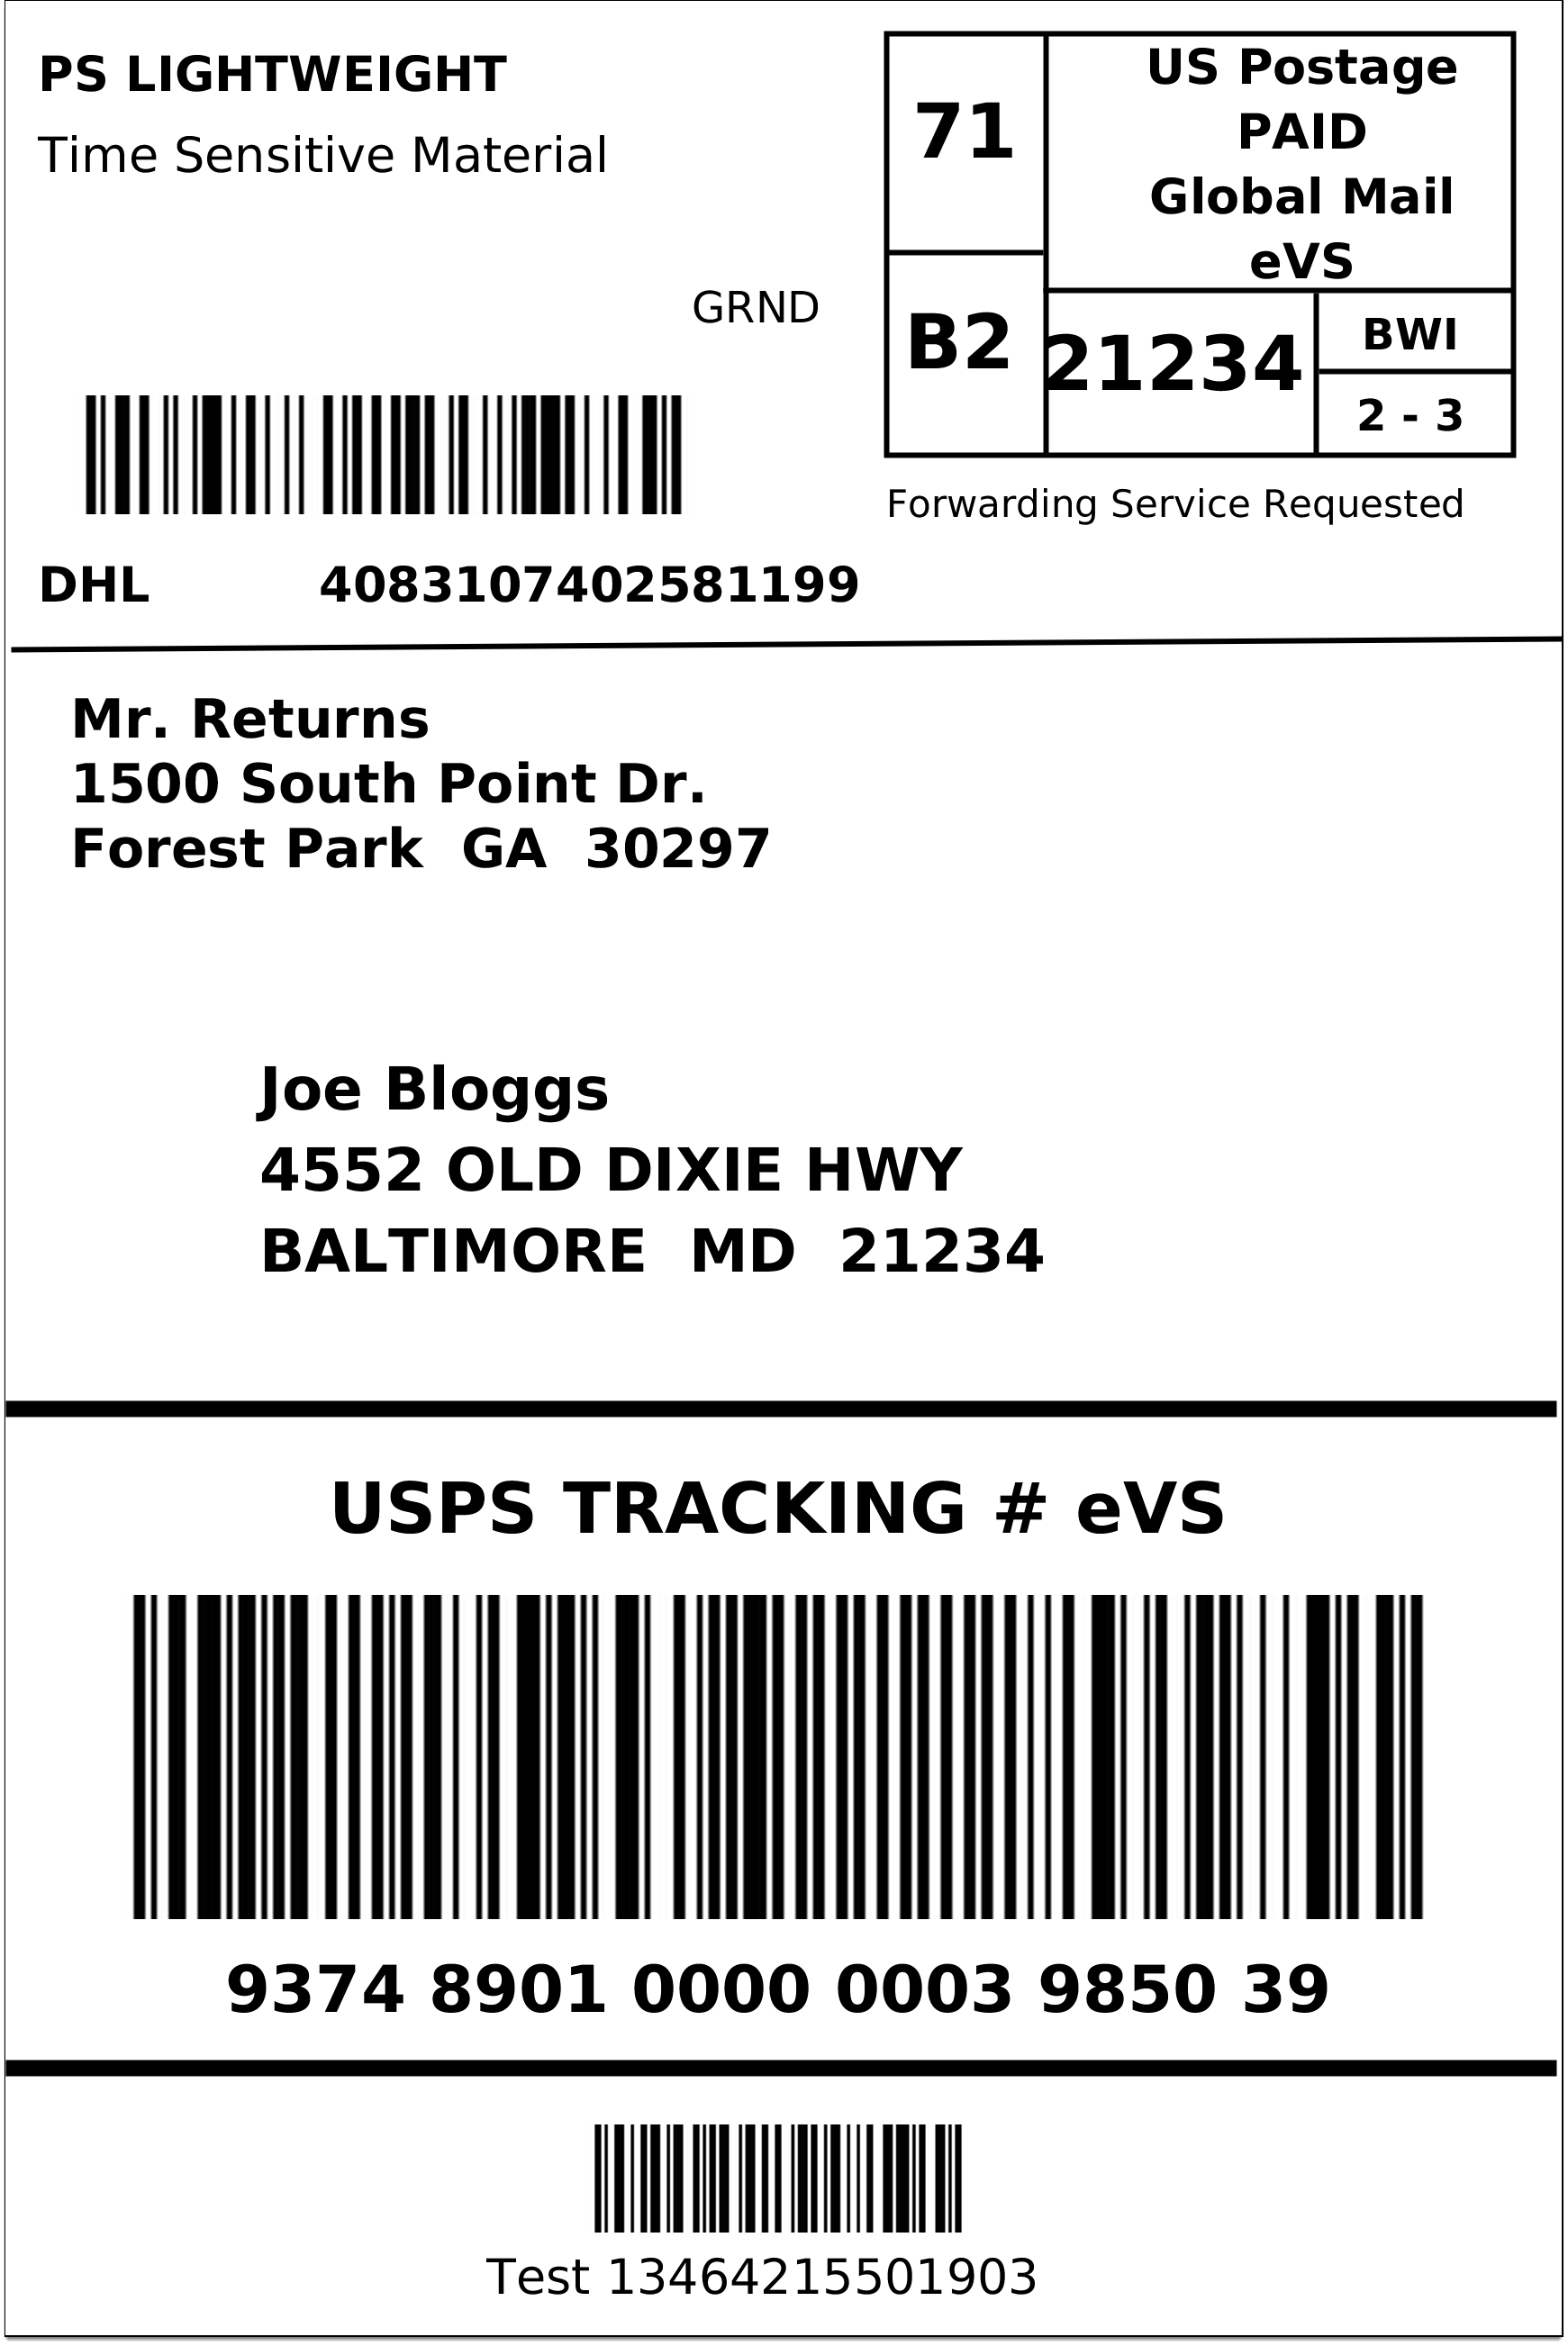 PS LIGHTWEIGHT
Time Sensitive Material
GRND
71
US Postage
PAID
Global Mail
eVS
B2
21234
BWI
2 - 3
Forwarding Service Requested
DHL 4083107402581199
Mr. Returns
1500 South Point Dr.
Forest Park GA 30297
Joe Bloggs
4552 OLD DIXIE HWY
BALTIMORE MD 21234
USPS TRACKING # eVS
9374 8901 0000 0003 9850 39
Test 13464215501903